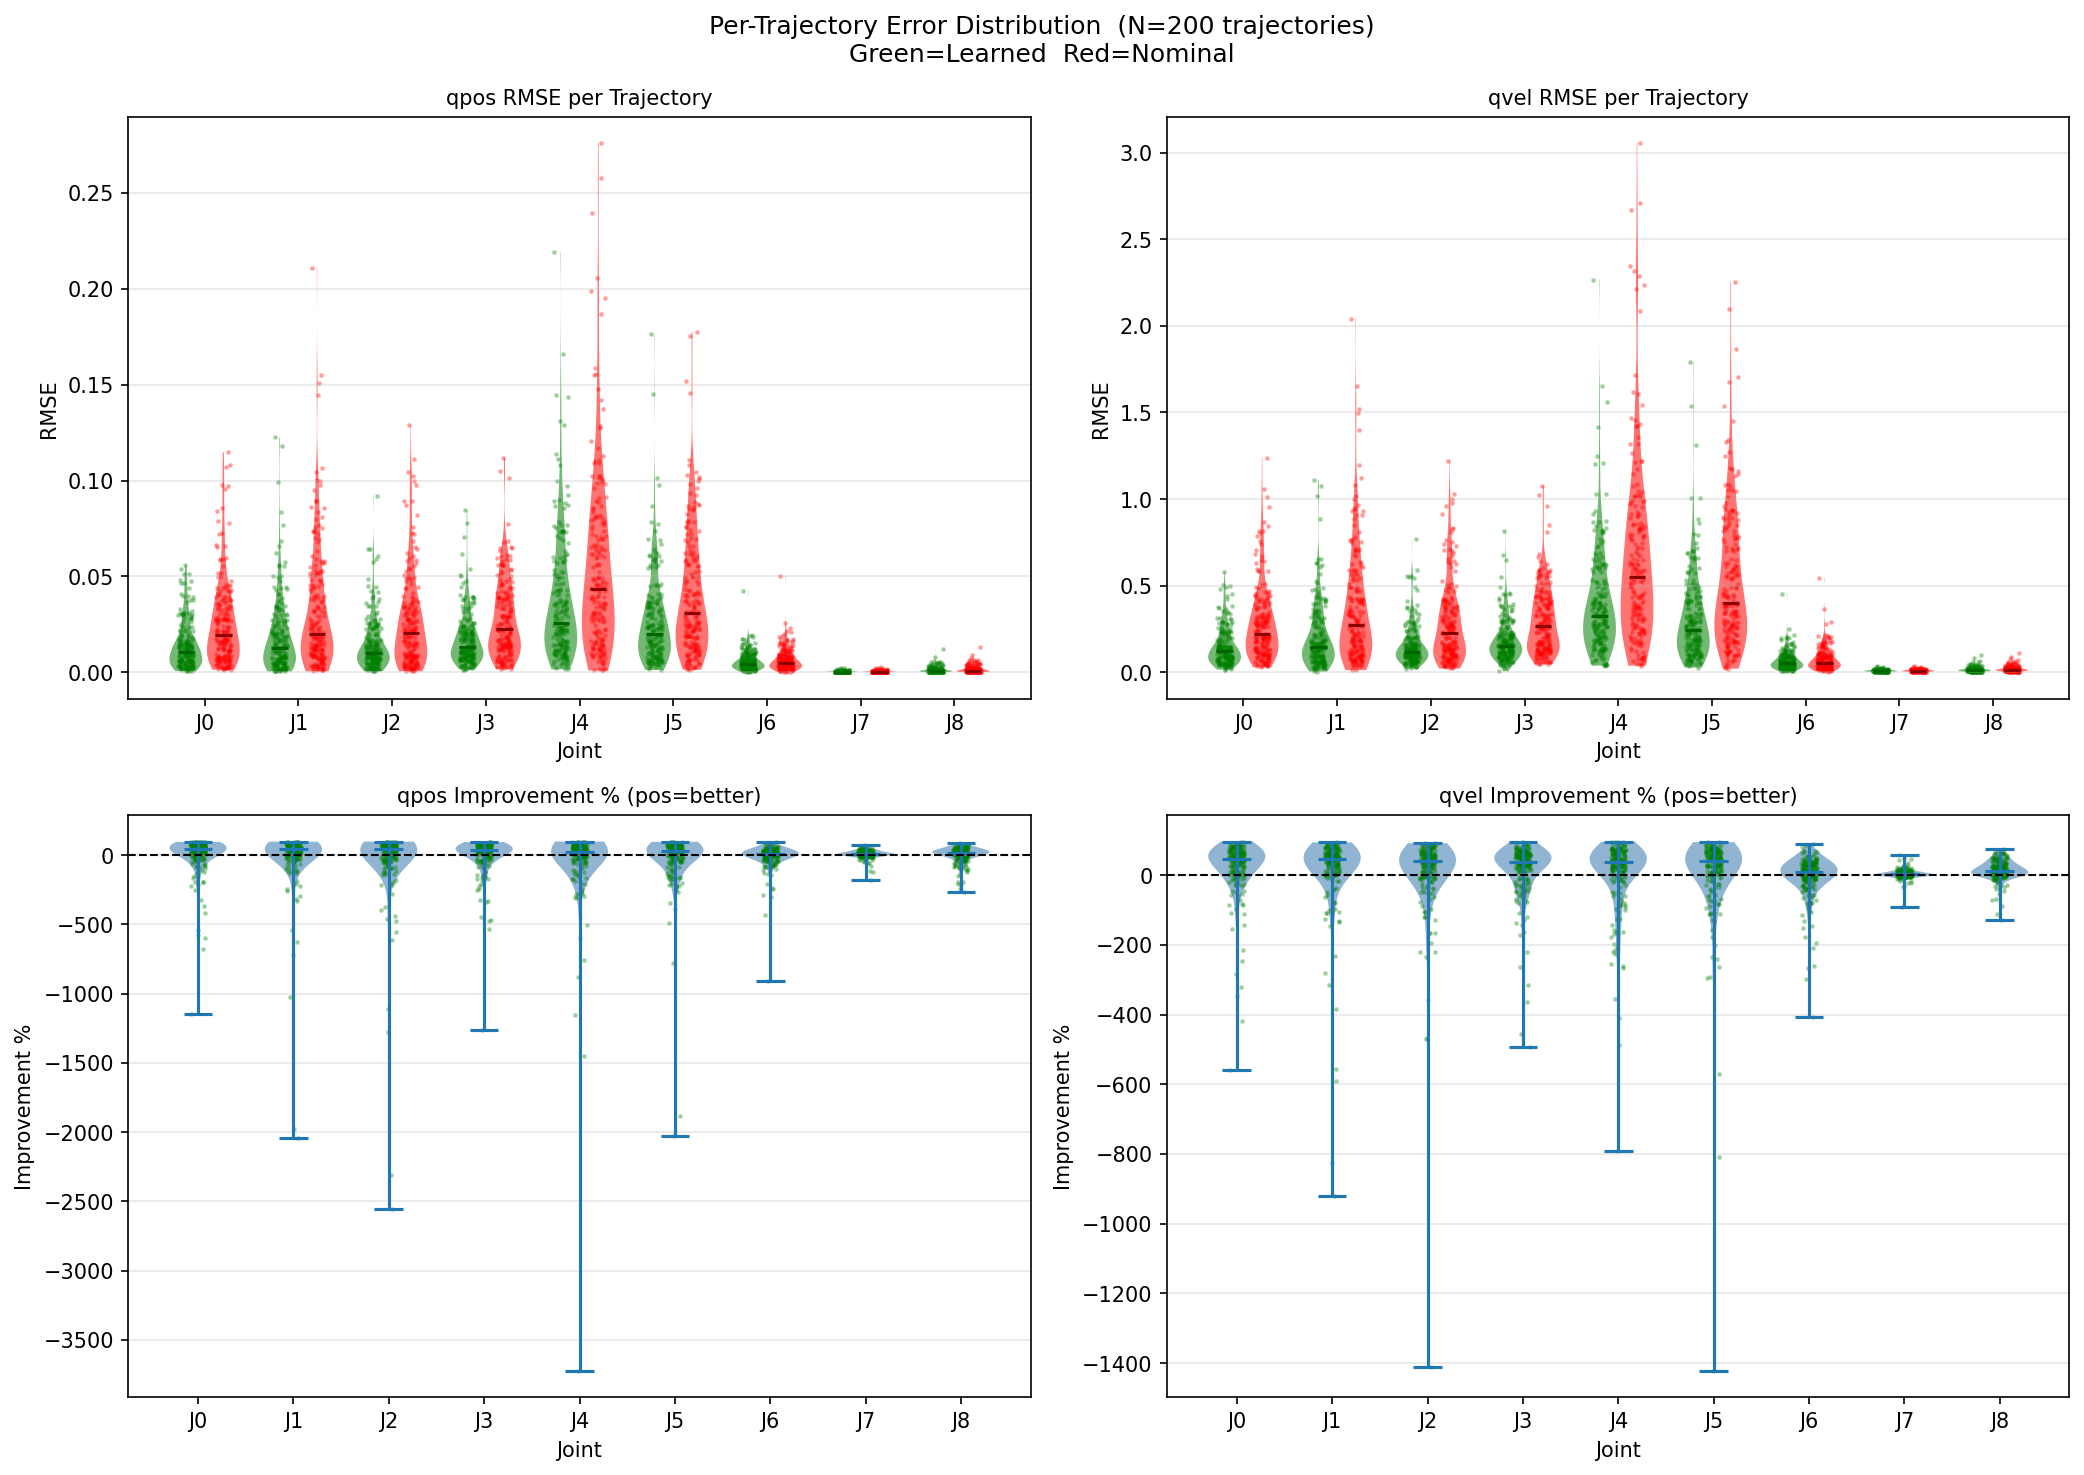 Per-Trajectory Error Distribution  (N=200 trajectories)
Green=Learned  Red=Nominal
qpos RMSE per Trajectory
RMSE
0.25
0.20
0.15
0.10
0.05
0.00
J0 J1 J2 J3 J4 J5 J6 J7 J8
Joint
qvel RMSE per Trajectory
RMSE
3.0
2.5
2.0
1.5
1.0
0.5
0.0
J0 J1 J2 J3 J4 J5 J6 J7 J8
Joint
qpos Improvement % (pos=better)
Improvement %
0
−500
−1000
−1500
−2000
−2500
−3000
−3500
J0 J1 J2 J3 J4 J5 J6 J7 J8
Joint
qvel Improvement % (pos=better)
Improvement %
0
−200
−400
−600
−800
−1000
−1200
−1400
J0 J1 J2 J3 J4 J5 J6 J7 J8
Joint